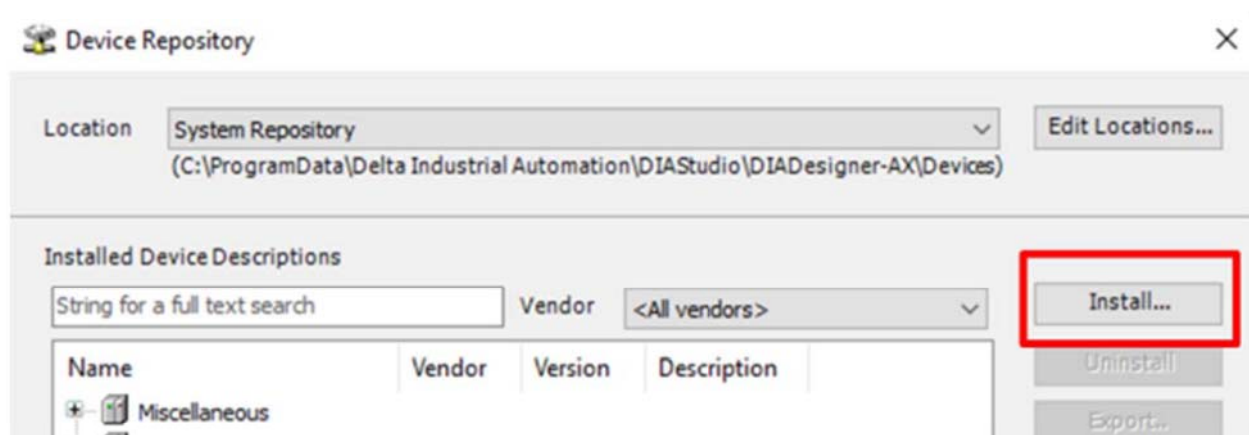 Device Repository
Location System Repository Edit Locations...
(C:\ProgramData\Delta Industrial Automation\DIAStudio\DIADesigner-AX\Devices)
Installed Device Descriptions
String for a full text search Vendor <All vendors> Install...
Name Vendor Version Description Uninstall
Miscellaneous Export..